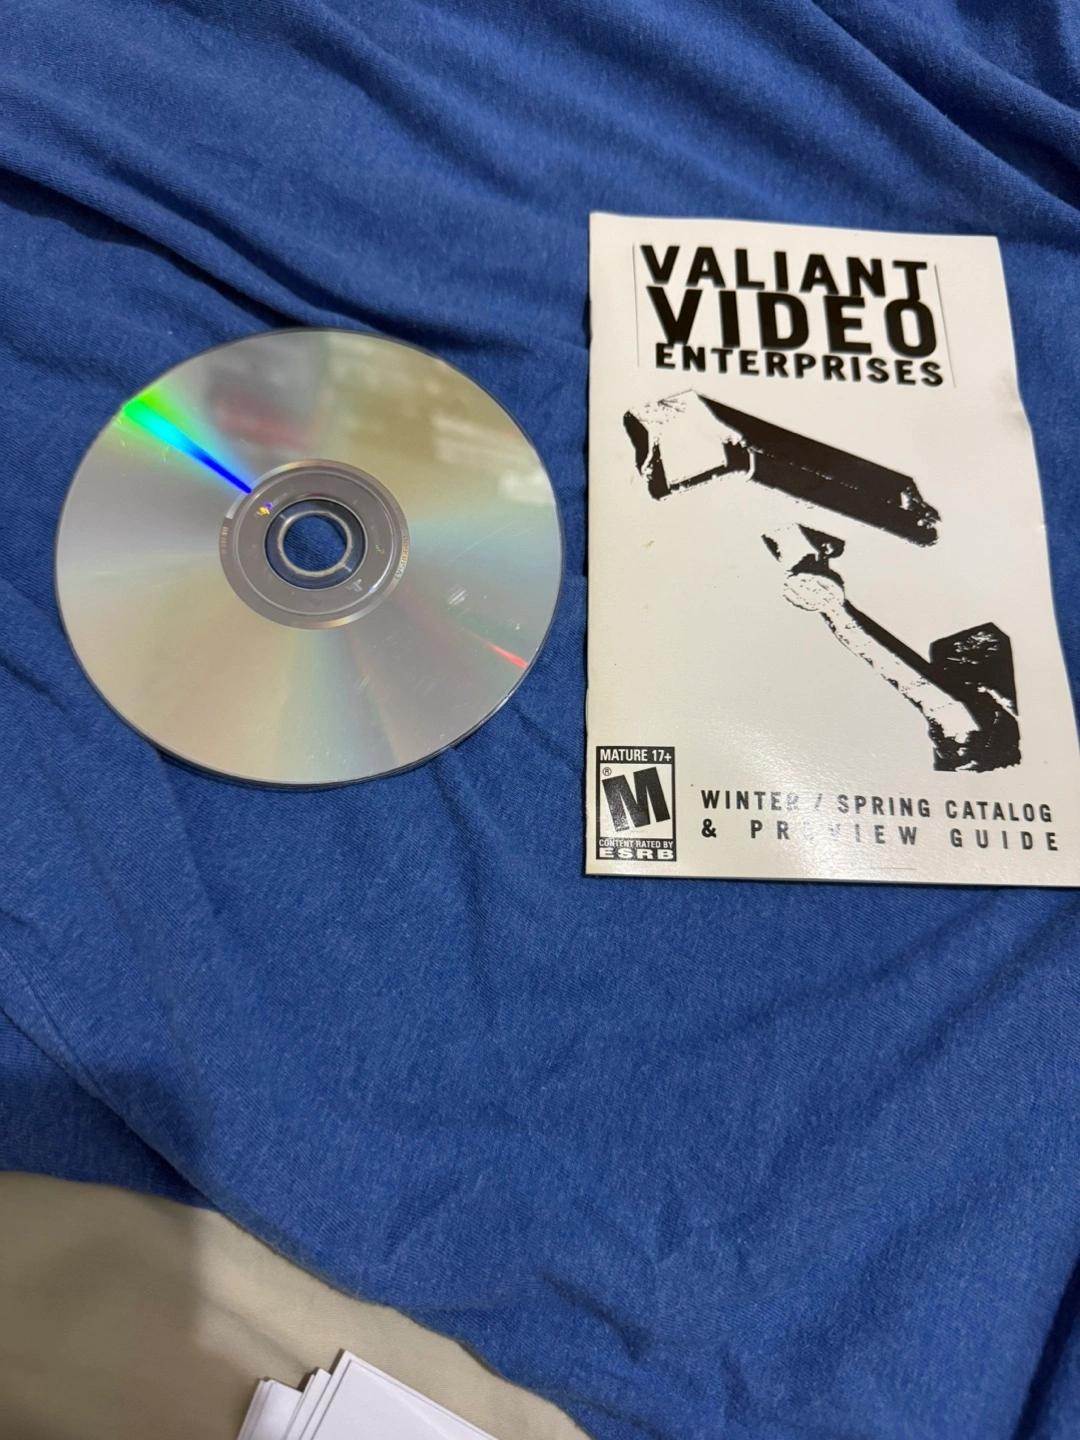 VALIANT
VIDEO
ENTERPRISES
MATURE 17+
M
®
CONTENT RATED BY
ESRB
WINTER / SPRING CATALOG
& PREVIEW GUIDE